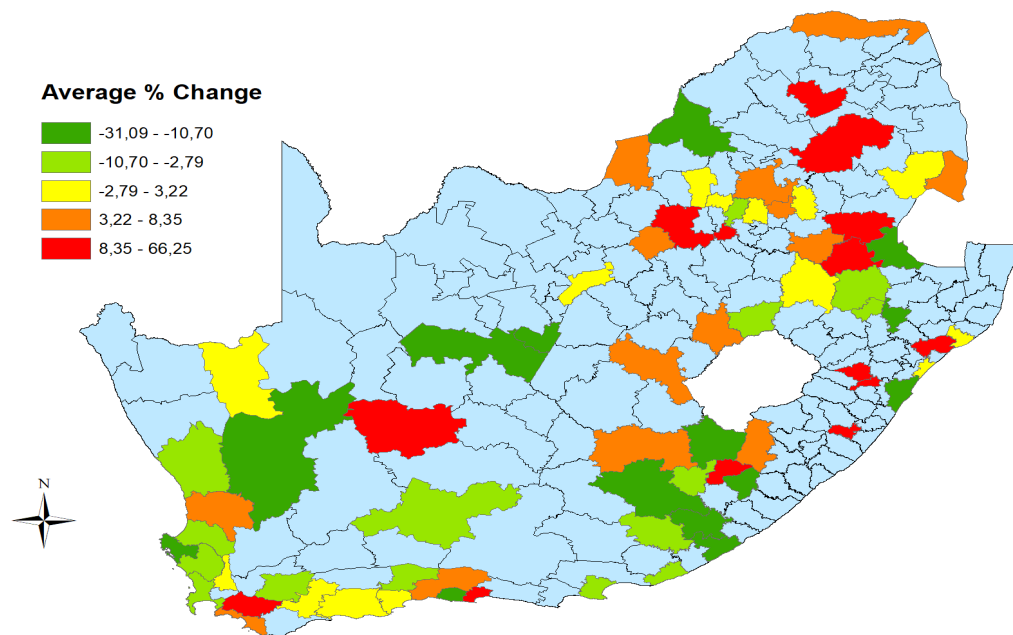 Average % Change
-31,09 - -10,70
-10,70 - -2,79
-2,79 - 3,22
3,22 - 8,35
8,35 - 66,25
N